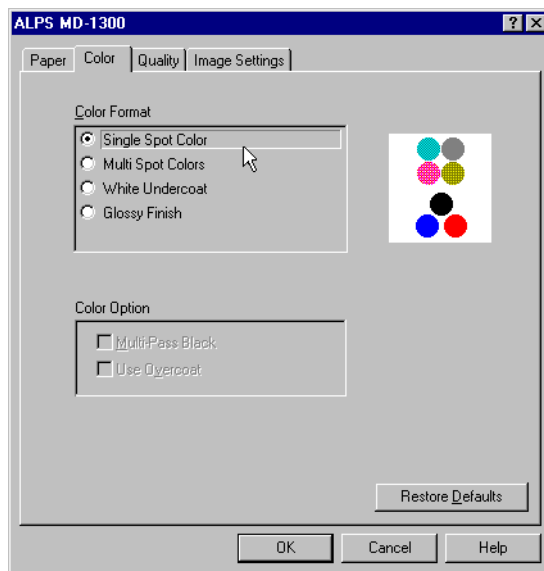 ALPS MD-1300
Paper Color Quality Image Settings
Color Format
Single Spot Color
Multi Spot Colors
White Undercoat
Glossy Finish
Color Option
Multi-Pass Black
Use Overcoat
Restore Defaults
OK Cancel Help